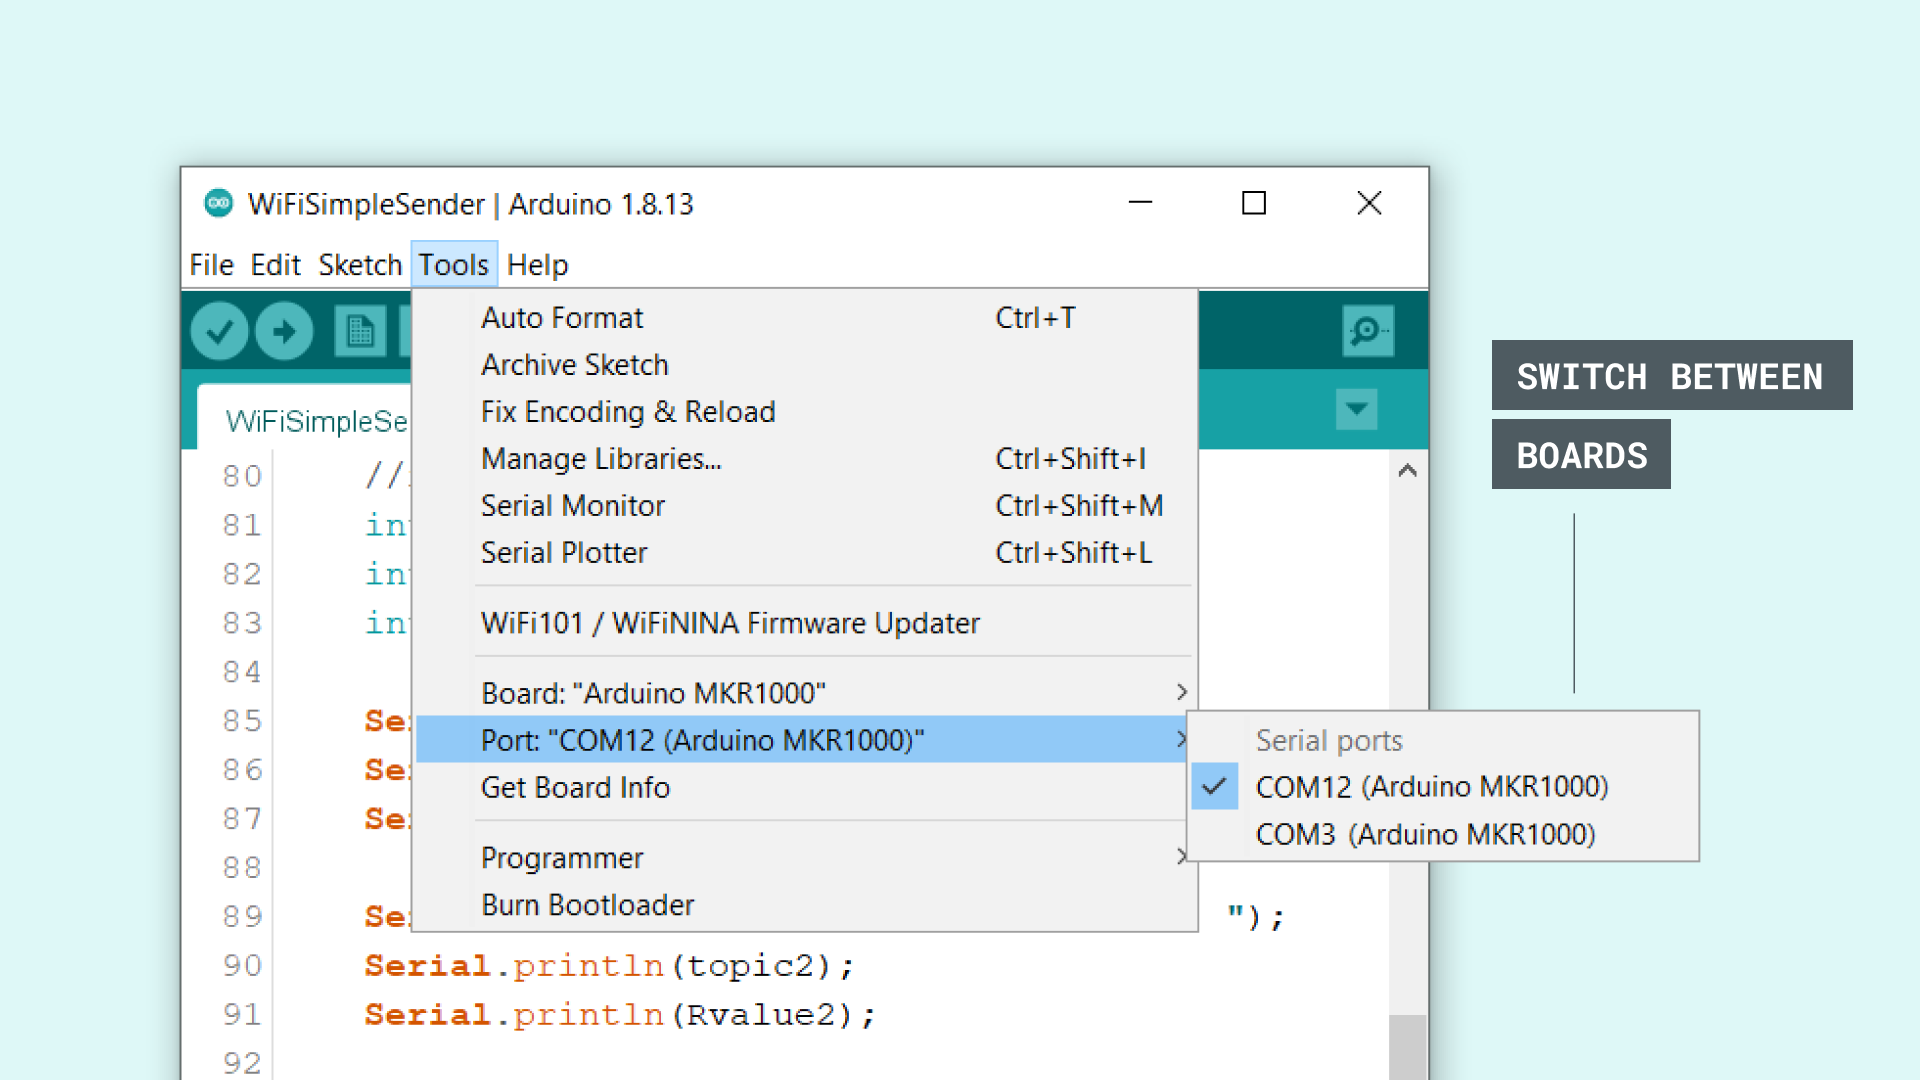 WiFiSimpleSender | Arduino 1.8.13
File Edit Sketch Tools Help
Auto Format Ctrl+T
Archive Sketch
Fix Encoding & Reload
Manage Libraries... Ctrl+Shift+I
Serial Monitor Ctrl+Shift+M
Serial Plotter Ctrl+Shift+L
WiFi101 / WiFiNINA Firmware Updater
Board: "Arduino MKR1000"
Port: "COM12 (Arduino MKR1000)"
Get Board Info
Programmer
Burn Bootloader
Serial ports
COM12 (Arduino MKR1000)
COM3 (Arduino MKR1000)
SWITCH BETWEEN
BOARDS
WiFiSimpleSe
80 //
81 in
82 in
83 in
84
85 Se
86 Se
87 Se
88
89 Se ");
90 Serial.println(topic2);
91 Serial.println(Rvalue2);
92